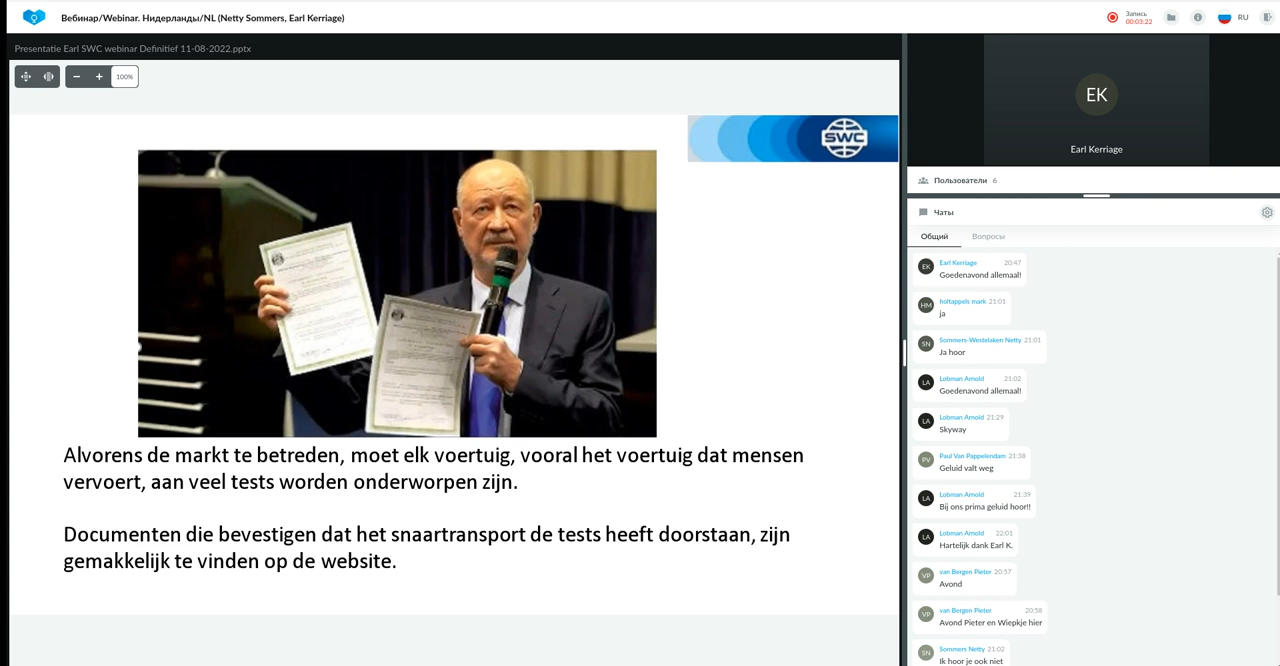 Вебинар/Webinar. Нидерланды/NL (Netty Sommers, Earl Kerriage)
Запись
00:03:22
RU
Presentatie Earl SWC webinar Definitief 11-08-2022.pptx
100%
SWC
Alvorens de markt te betreden, moet elk voertuig, vooral het voertuig dat mensen
vervoert, aan veel tests worden onderworpen zijn.
Documenten die bevestigen dat het snaartransport de tests heeft doorstaan, zijn
gemakkelijk te vinden op de website.
EK
Earl Kerriage
Пользователи 6
Чаты
Общий Вопросы
EK Earl Kerriage 20:47
Goedenavond allemaal!
HM holtappels mark 21:01
ja
SN Sommers-Westelaken Netty 21:01
Ja hoor
LA Lobman Arnold 21:02
Goedenavond allemaal!
LA Lobman Arnold 21:29
Skyway
PV Paul Van Pappelendam 21:38
Geluid valt weg
LA Lobman Arnold 21:39
Bij ons prima geluid hoor!!
LA Lobman Arnold 22:01
Hartelijk dank Earl K.
VP van Bergen Pieter 20:57
Avond
VP van Bergen Pieter 20:58
Avond Pieter en Wiepkje hier
SN Sommers Netty 21:02
Ik hoor je ook niet